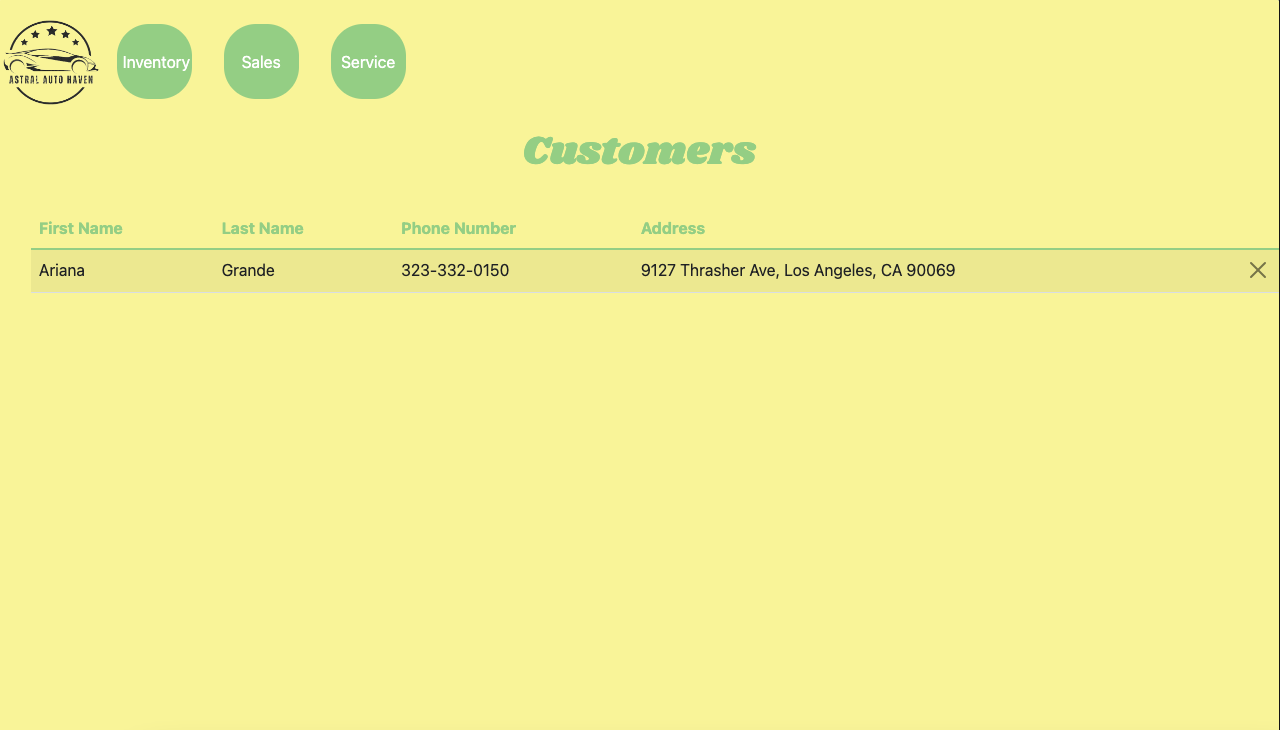 ASTRAL AUTO HAVEN
Inventory Sales Service
Customers
First Name Last Name Phone Number Address
Ariana Grande 323-332-0150 9127 Thrasher Ave, Los Angeles, CA 90069